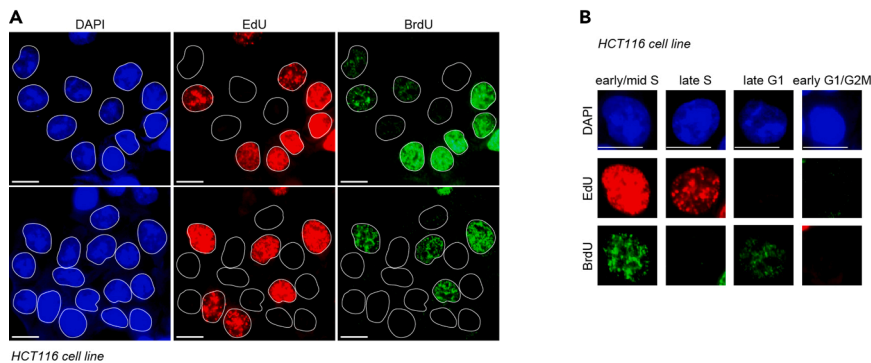 A
DAPI EdU BrdU
HCT116 cell line
B
HCT116 cell line
early/mid S late S late G1 early G1/G2M
DAPI
EdU
BrdU